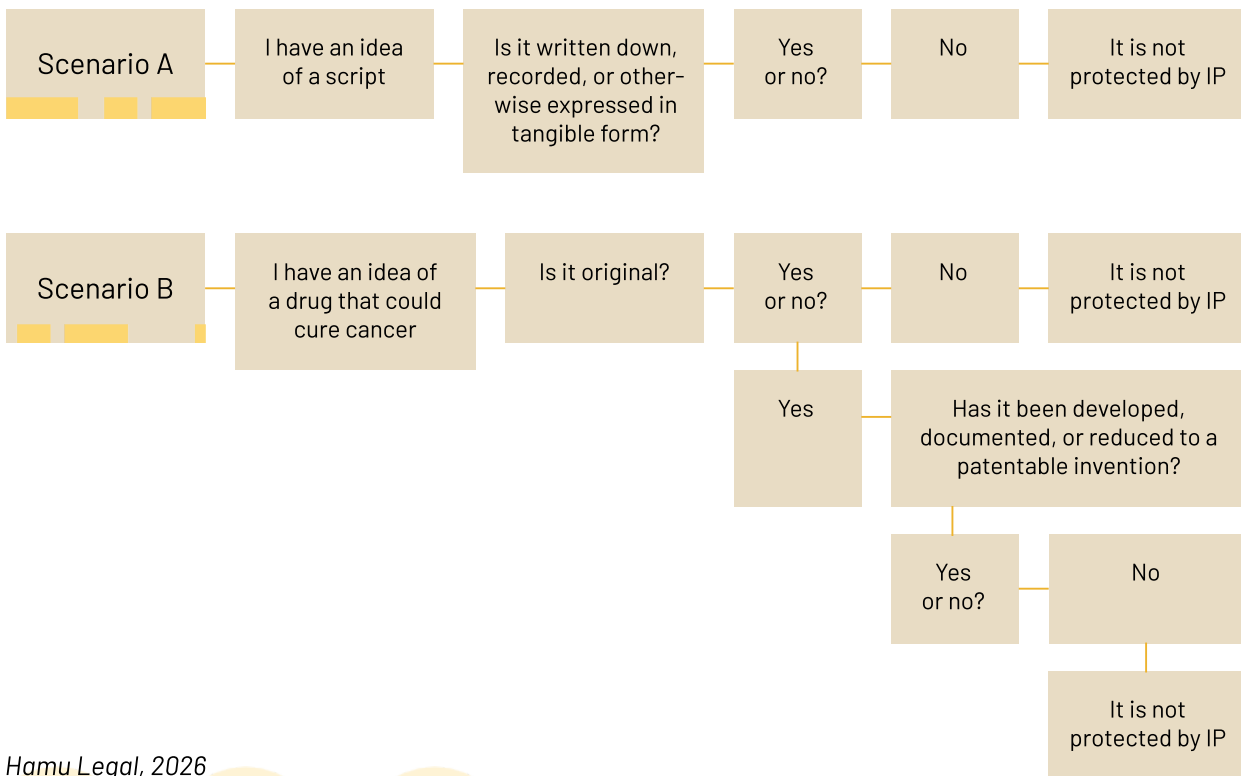 Scenario A
I have an idea
of a script
Is it written down,
recorded, or other-
wise expressed in
tangible form?
Yes
or no?
No
It is not
protected by IP
Scenario B
I have an idea of
a drug that could
cure cancer
Is it original?
Yes
or no?
No
It is not
protected by IP
Yes
Has it been developed,
documented, or reduced to a
patentable invention?
Yes
or no?
No
It is not
protected by IP
Hamu Legal, 2026